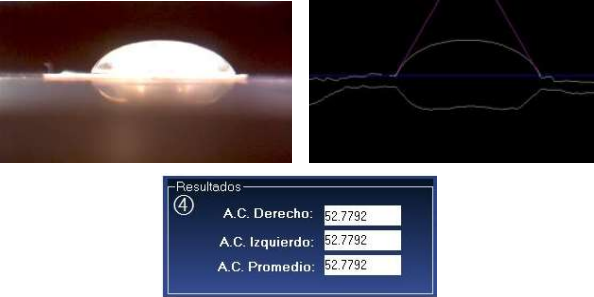 Resultados
④
A.C. Derecho: 52.7792
A.C. Izquierdo: 52.7792
A.C. Promedio: 52.7792